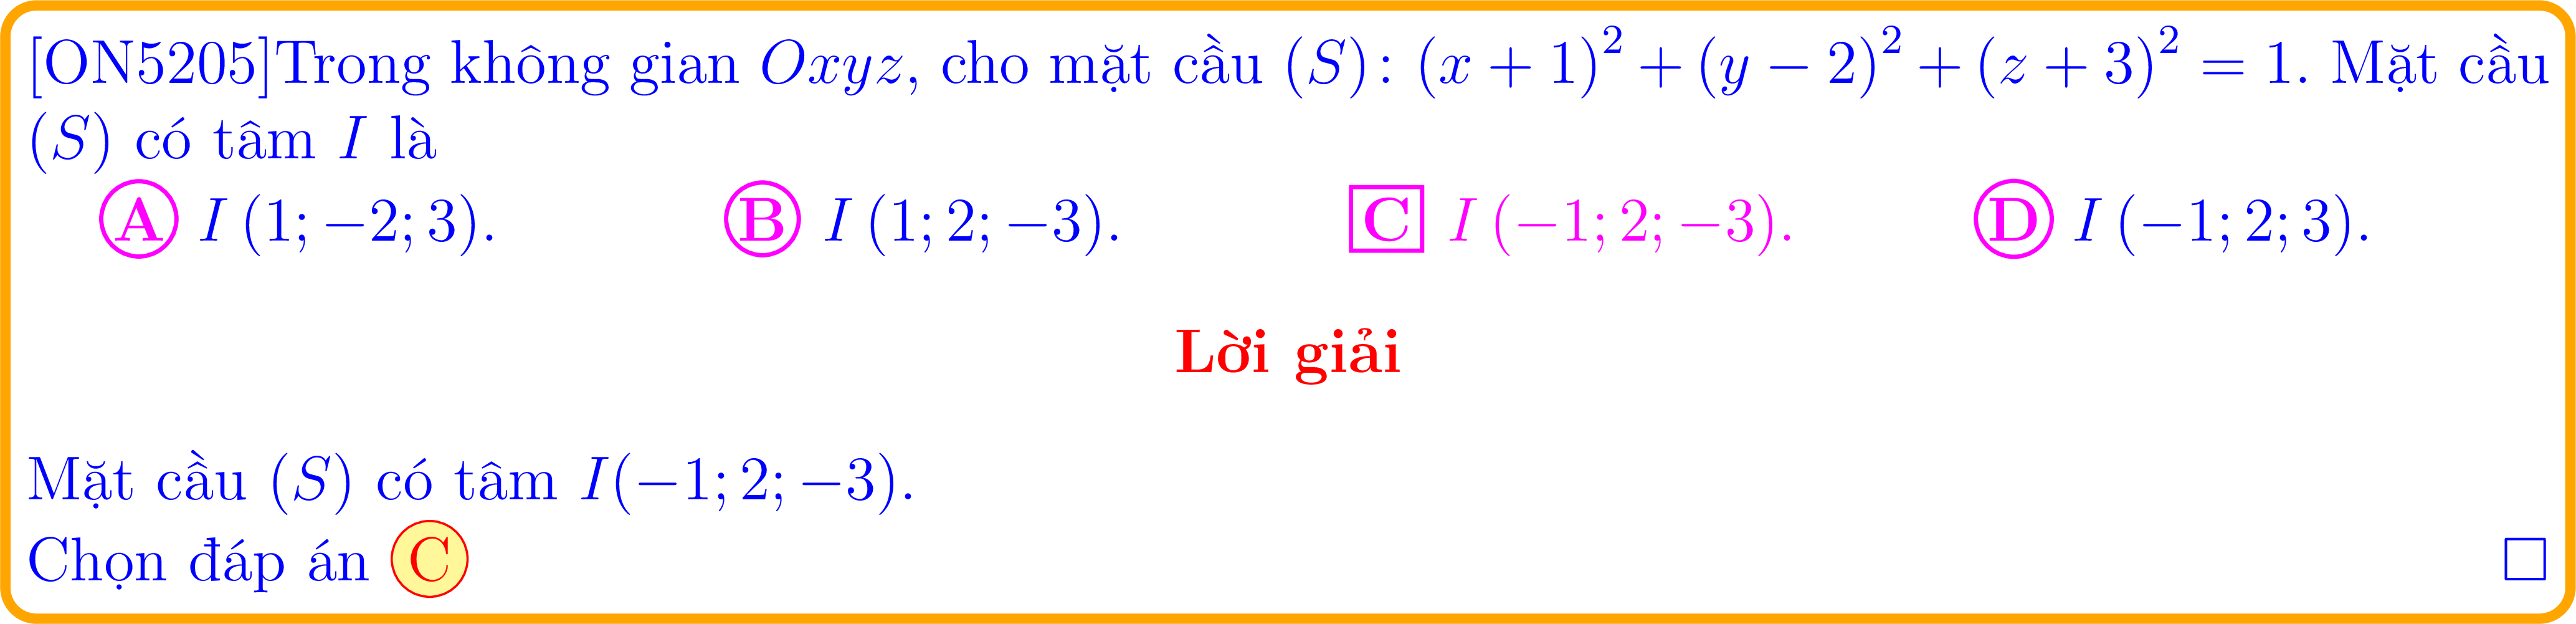 [ON5205]Trong không gian Oxyz, cho mặt cầu (S): (x + 1)² + (y − 2)² + (z + 3)² = 1. Mặt cầu
(S) có tâm I là
A I (1; −2; 3). B I (1; 2; −3). C I (−1; 2; −3). D I (−1; 2; 3).
Lời giải
Mặt cầu (S) có tâm I(−1; 2; −3).
Chọn đáp án C □